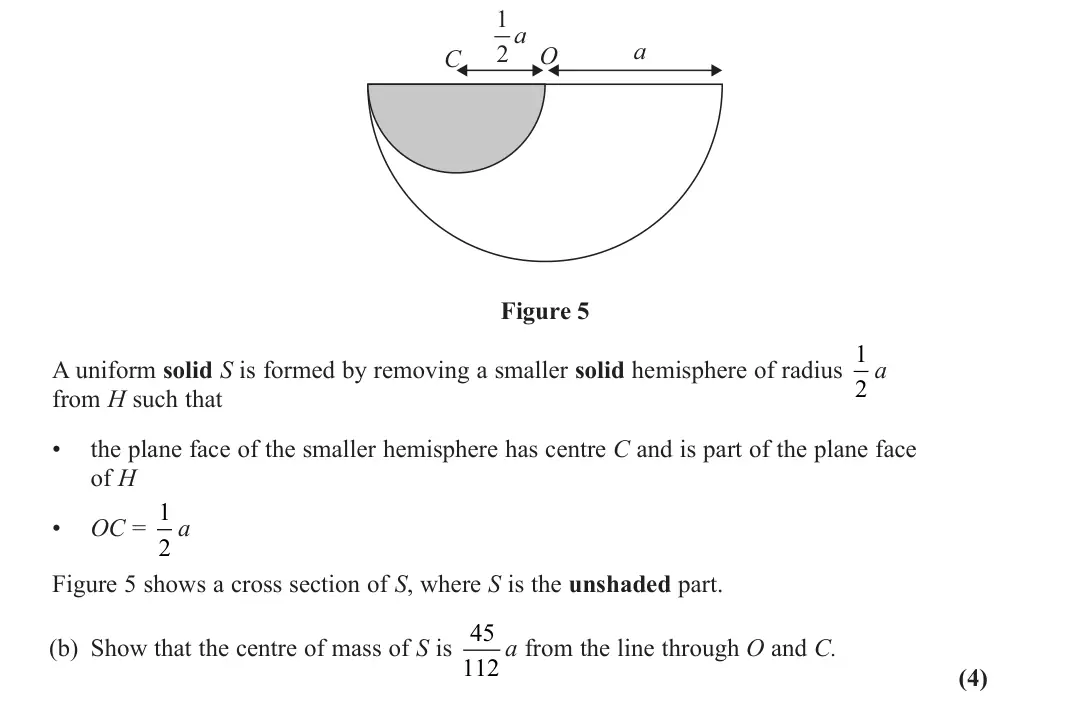 1/2 a
C O a
Figure 5
A uniform solid S is formed by removing a smaller solid hemisphere of radius 1/2 a
from H such that
• the plane face of the smaller hemisphere has centre C and is part of the plane face
of H
• OC = 1/2 a
Figure 5 shows a cross section of S, where S is the unshaded part.
(b) Show that the centre of mass of S is 45/112 a from the line through O and C.
(4)